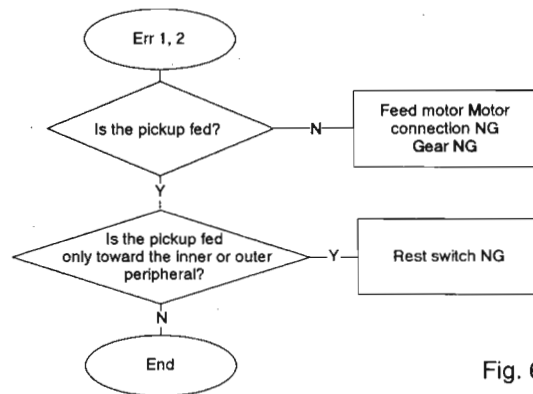 Err 1, 2
Is the pickup fed?
N
Feed motor Motor
connection NG
Gear NG
Y
Is the pickup fed
only toward the inner or outer
peripheral?
Y
Rest switch NG
N
End
Fig. 6